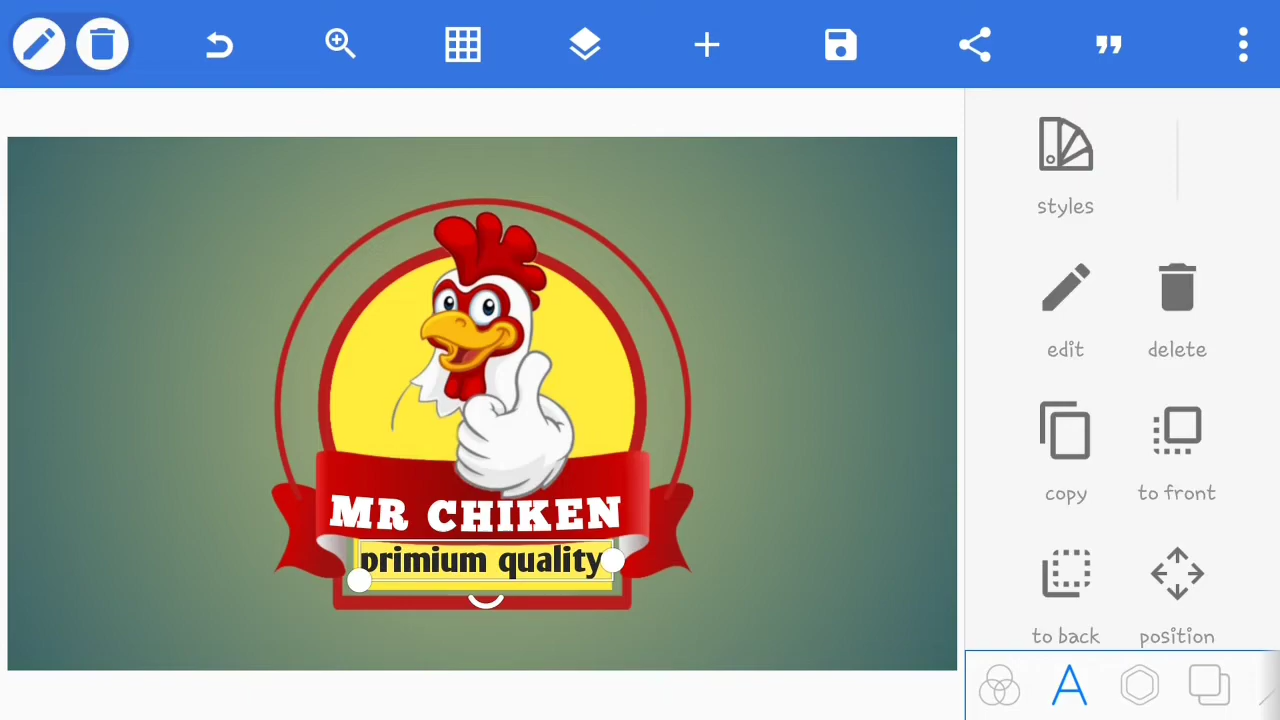 styles
edit
delete
MR CHIKEN
copy
to front
primium quality
to back
position